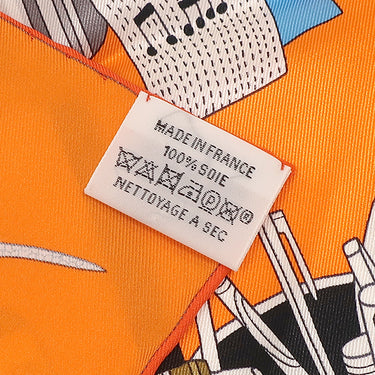 MADE IN FRANCE
100% SOIE
P ®
NETTOYAGE A SEC